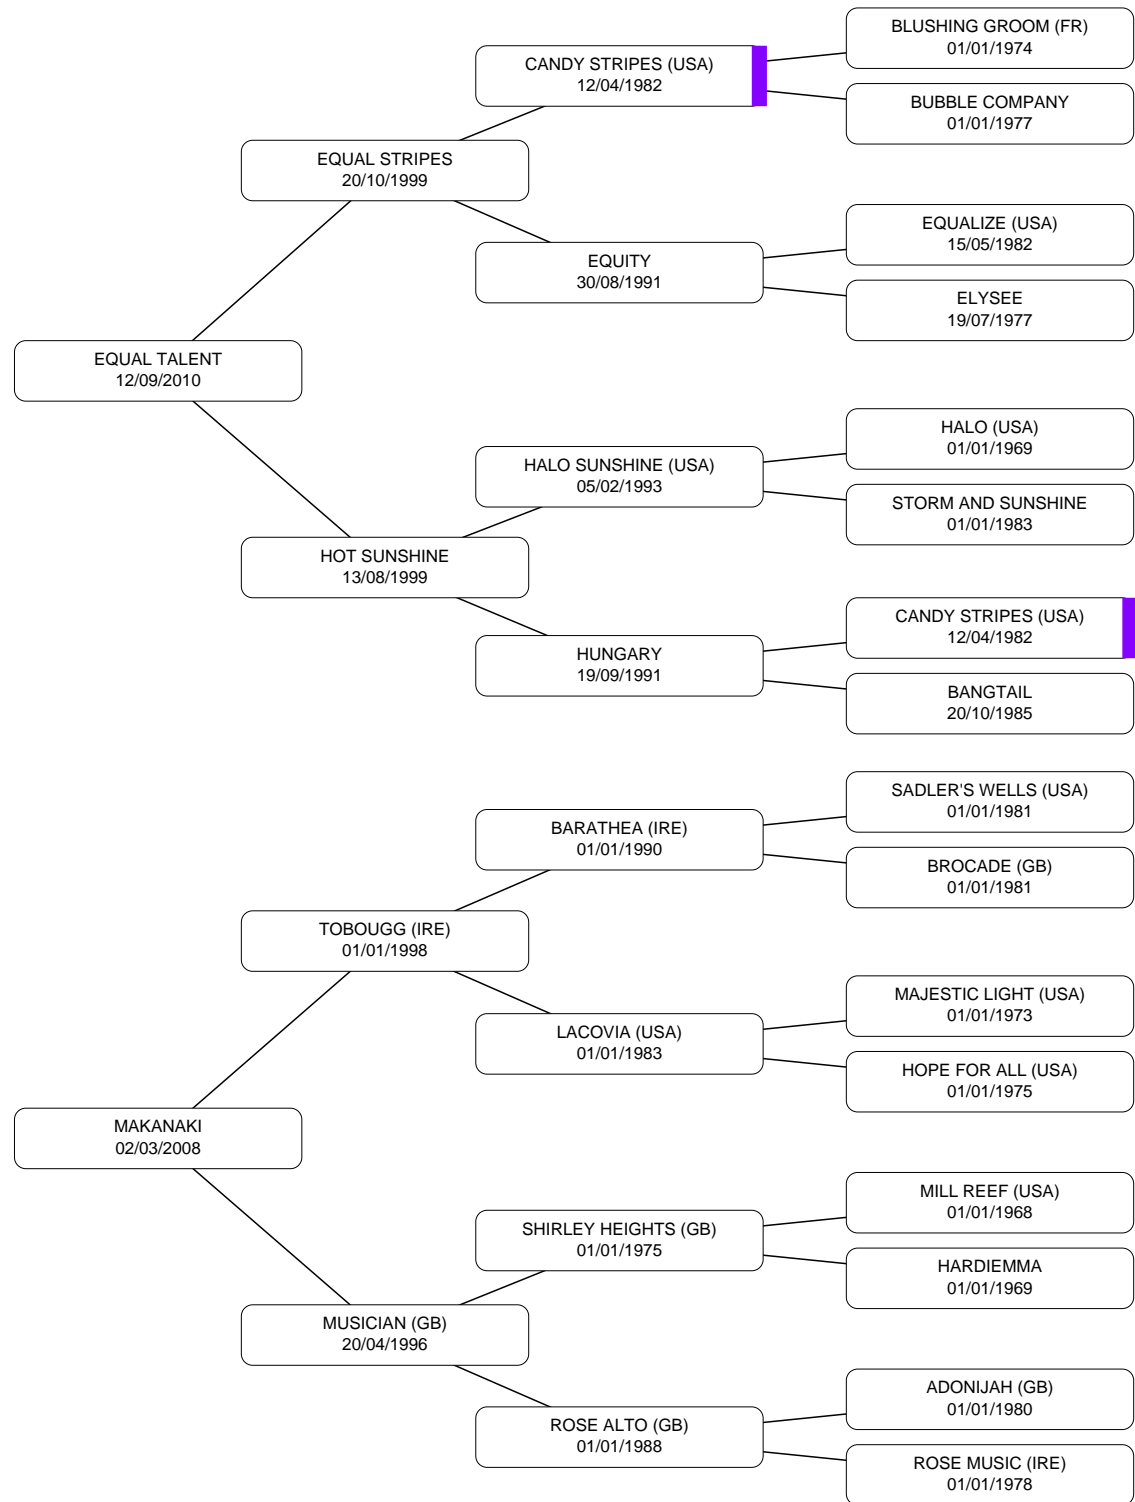 BLUSHING GROOM (FR)
01/01/1974
CANDY STRIPES (USA)
12/04/1982
BUBBLE COMPANY
01/01/1977
EQUAL STRIPES
20/10/1999
EQUALIZE (USA)
15/05/1982
EQUITY
30/08/1991
ELYSEE
19/07/1977
EQUAL TALENT
12/09/2010
HALO (USA)
01/01/1969
HALO SUNSHINE (USA)
05/02/1993
STORM AND SUNSHINE
01/01/1983
HOT SUNSHINE
13/08/1999
CANDY STRIPES (USA)
12/04/1982
HUNGARY
19/09/1991
BANGTAIL
20/10/1985
SADLER'S WELLS (USA)
01/01/1981
BARATHEA (IRE)
01/01/1990
BROCADE (GB)
01/01/1981
TOBOUGG (IRE)
01/01/1998
MAJESTIC LIGHT (USA)
01/01/1973
LACOVIA (USA)
01/01/1983
HOPE FOR ALL (USA)
01/01/1975
MAKANAKI
02/03/2008
MILL REEF (USA)
01/01/1968
SHIRLEY HEIGHTS (GB)
01/01/1975
HARDIEMMA
01/01/1969
MUSICIAN (GB)
20/04/1996
ADONIJAH (GB)
01/01/1980
ROSE ALTO (GB)
01/01/1988
ROSE MUSIC (IRE)
01/01/1978